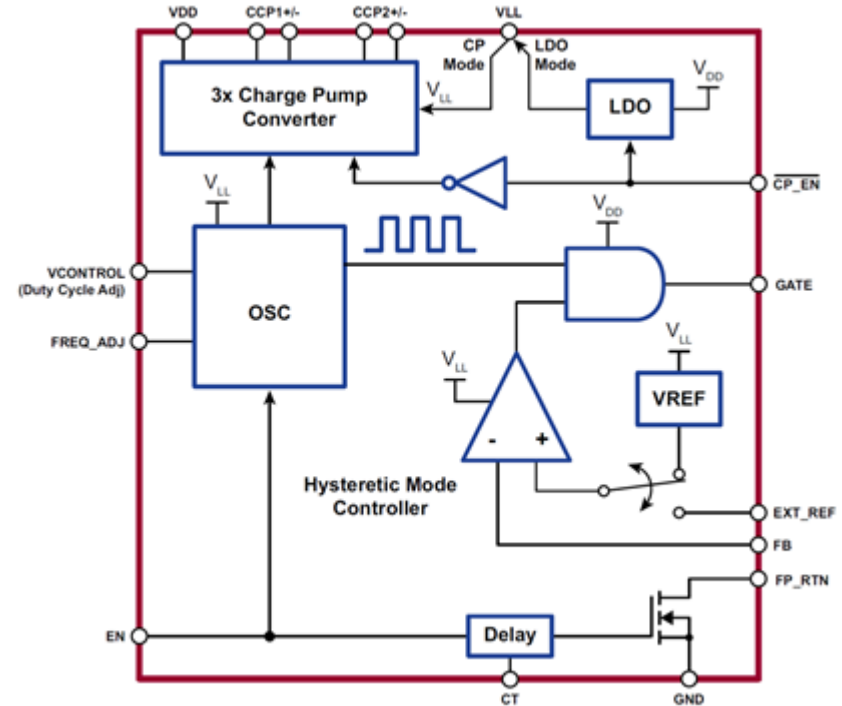 VDD
CCP1+/-
CCP2+/-
VLL
CP
Mode
LDO
Mode
3x Charge Pump
Converter
VLL
LDO
VDD
CP_EN
VLL
VDD
VCONTROL
(Duty Cycle Adj)
OSC
GATE
FREQ_ADJ
VLL
VLL
VREF
- +
Hysteretic Mode
Controller
EXT_REF
FB
FP_RTN
EN
Delay
CT
GND